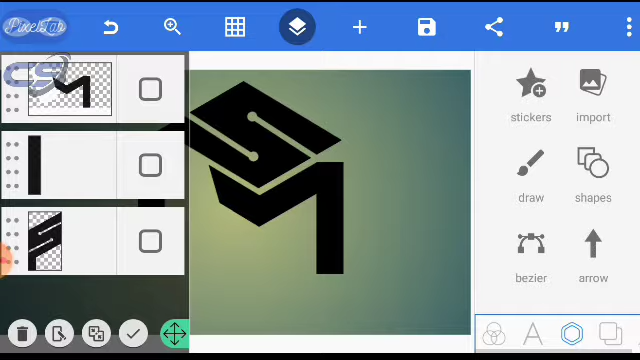 PixelLab
stickers
import
draw
shapes
bezier
arrow